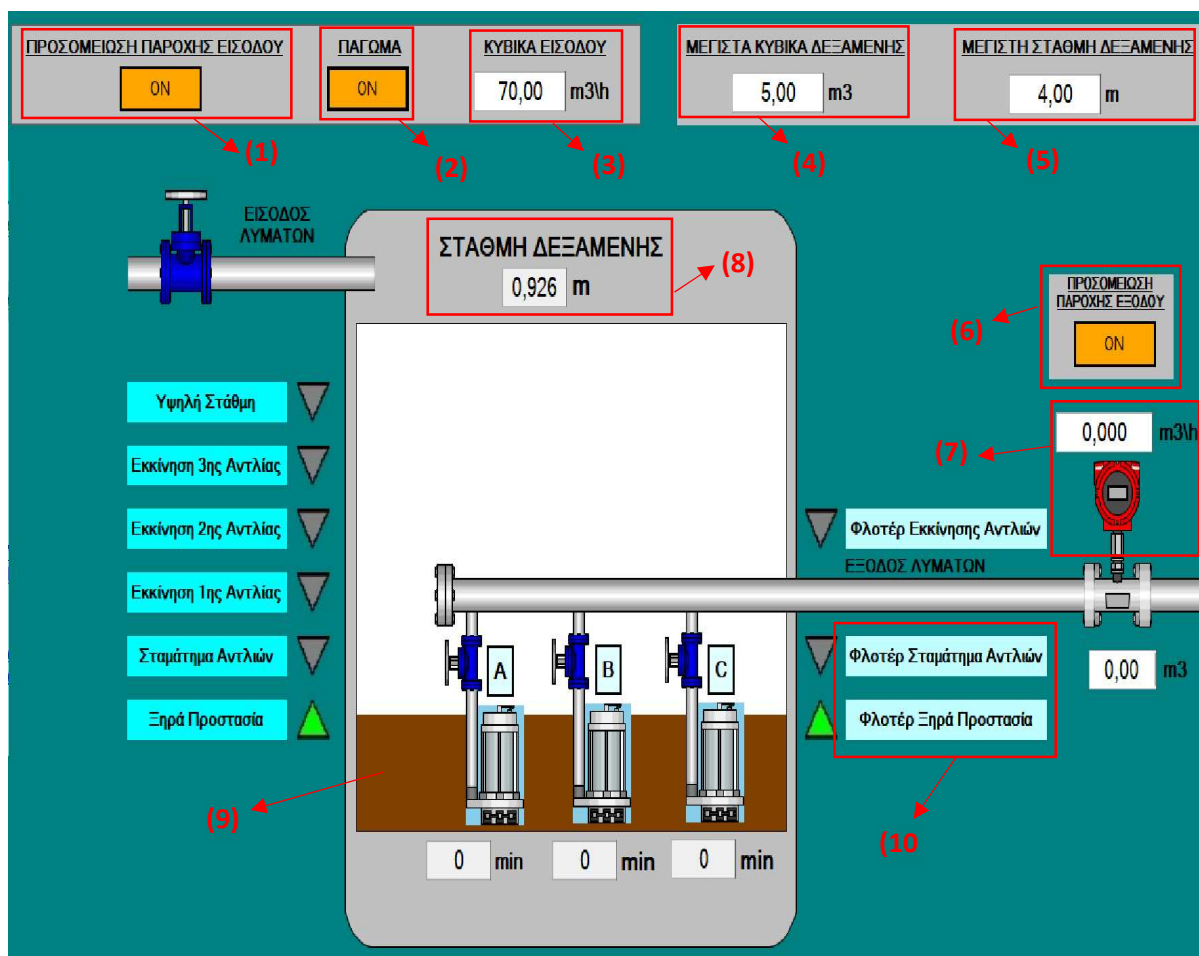 ΠΡΟΣΟΜΕΙΩΣΗ ΠΑΡΟΧΗΣ ΕΙΣΟΔΟΥ
ON
ΠΑΓΩΜΑ
ON
ΚΥΒΙΚΑ ΕΙΣΟΔΟΥ
70,00 m3\h
ΜΕΓΙΣΤΑ ΚΥΒΙΚΑ ΔΕΞΑΜΕΝΗΣ
5,00 m3
ΜΕΓΙΣΤΗ ΣΤΑΘΜΗ ΔΕΞΑΜΕΝΗΣ
4,00 m
(1)
(2)
(3)
(4)
(5)
ΕΙΣΟΔΟΣ
ΛΥΜΑΤΩΝ
ΣΤΑΘΜΗ ΔΕΞΑΜΕΝΗΣ
0,926 m
(8)
ΠΡΟΣΟΜΕΙΩΣΗ
ΠΑΡΟΧΗΣ ΕΞΟΔΟΥ
ON
(6)
0,000 m3\h
(7)
Υψηλή Στάθμη
Εκκίνηση 3ης Αντλίας
Εκκίνηση 2ης Αντλίας
Εκκίνηση 1ης Αντλίας
Σταμάτημα Αντλιών
Ξηρά Προστασία
Φλοτέρ Εκκίνησης Αντλιών
ΕΞΟΔΟΣ ΛΥΜΑΤΩΝ
Φλοτέρ Σταμάτημα Αντλιών
Φλοτέρ Ξηρά Προστασία
0,00 m3
A
B
C
(9)
(10
0 min
0 min
0 min